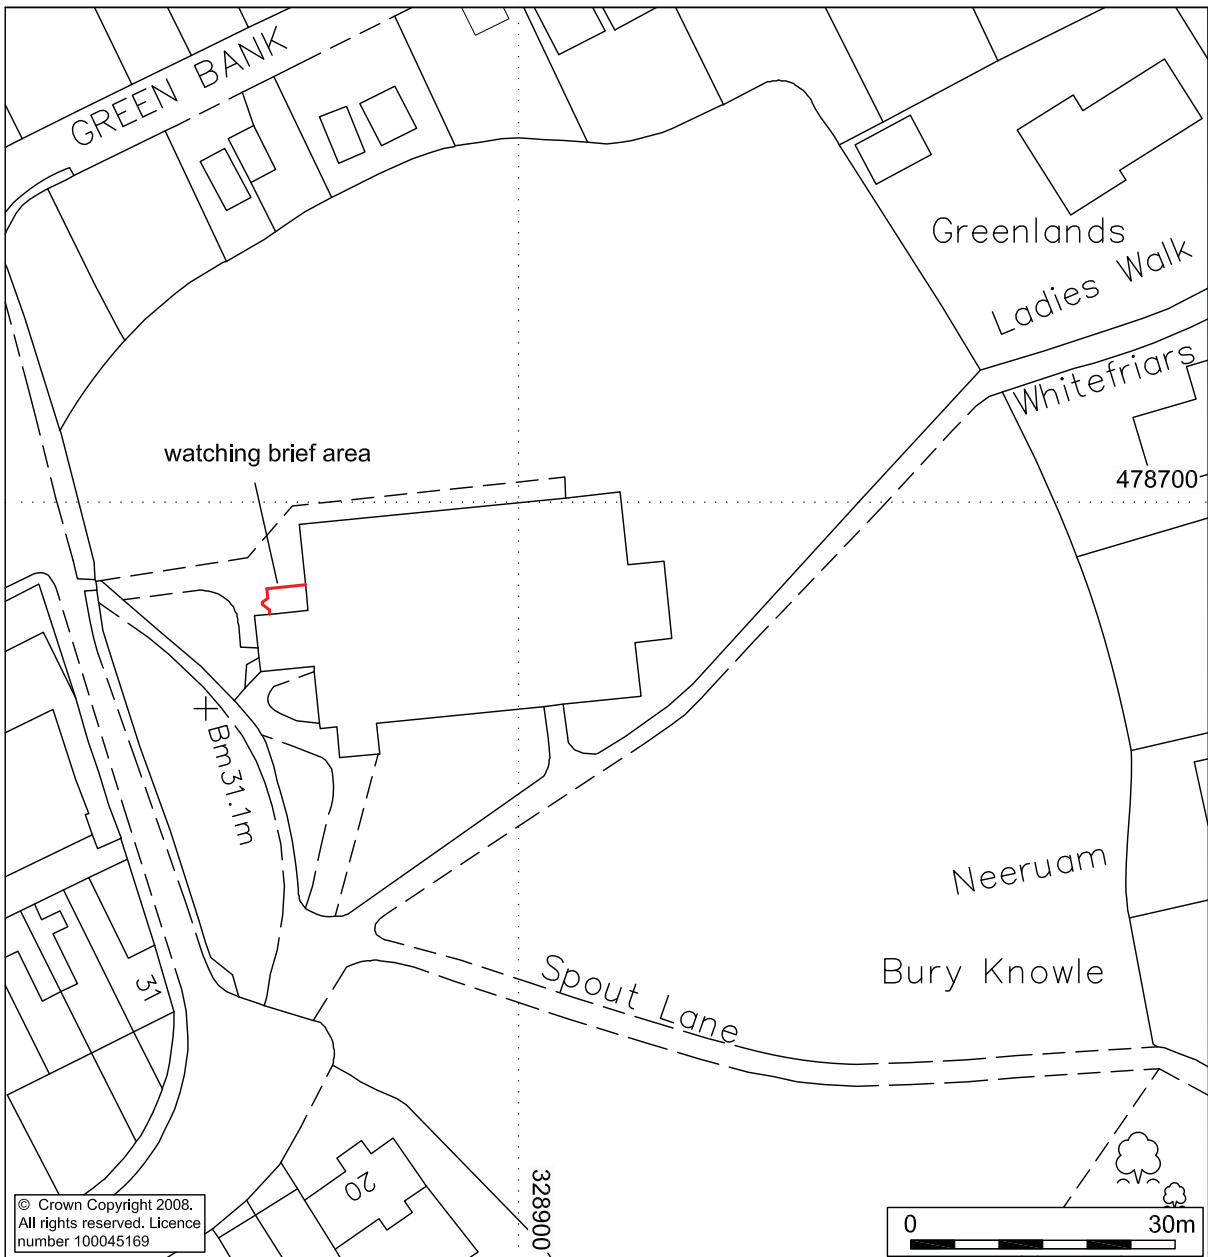 GREEN BANK
Greenlands
Ladies Walk
Whitefriars
watching brief area
478700
Bm31.1m
Neeruam
Bury Knowle
31
Spout Lane
20
328900
© Crown Copyright 2008.
All rights reserved. Licence
number 100045169
0 30m